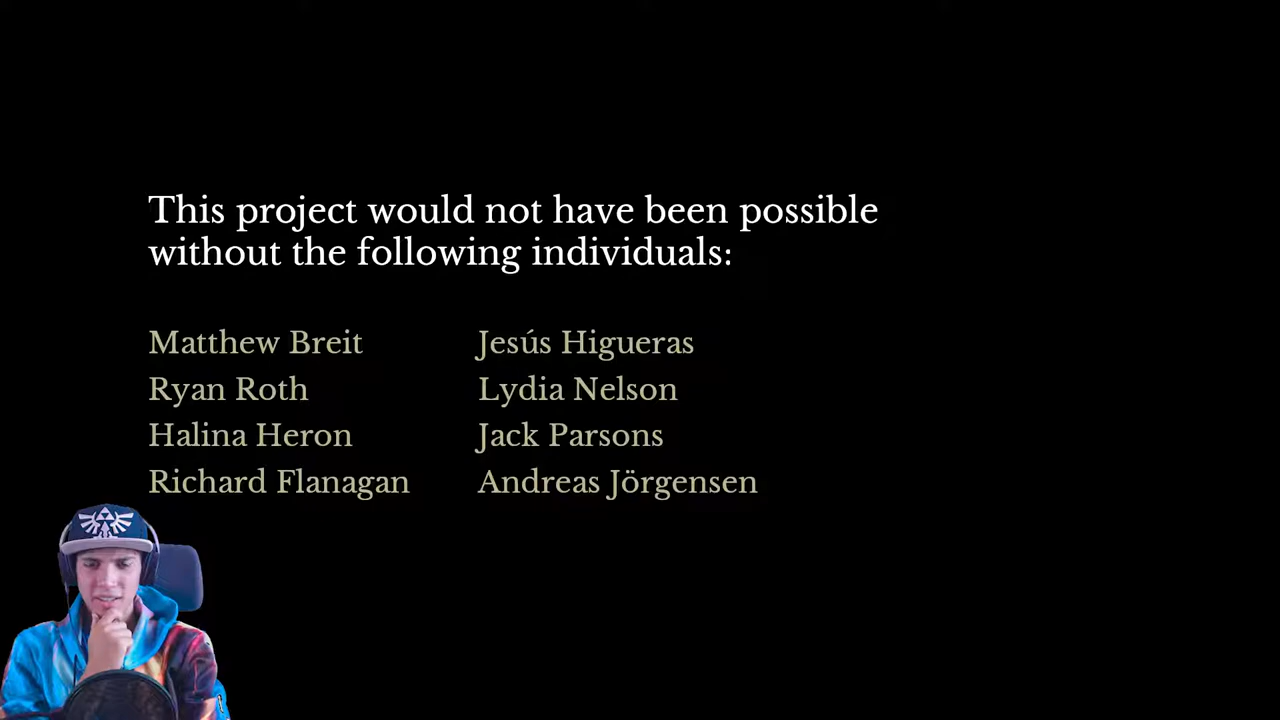 This project would not have been possible
without the following individuals:
Matthew Breit
Jesús Higueras
Ryan Roth
Lydia Nelson
Halina Heron
Jack Parsons
Richard Flanagan
Andreas Jörgensen